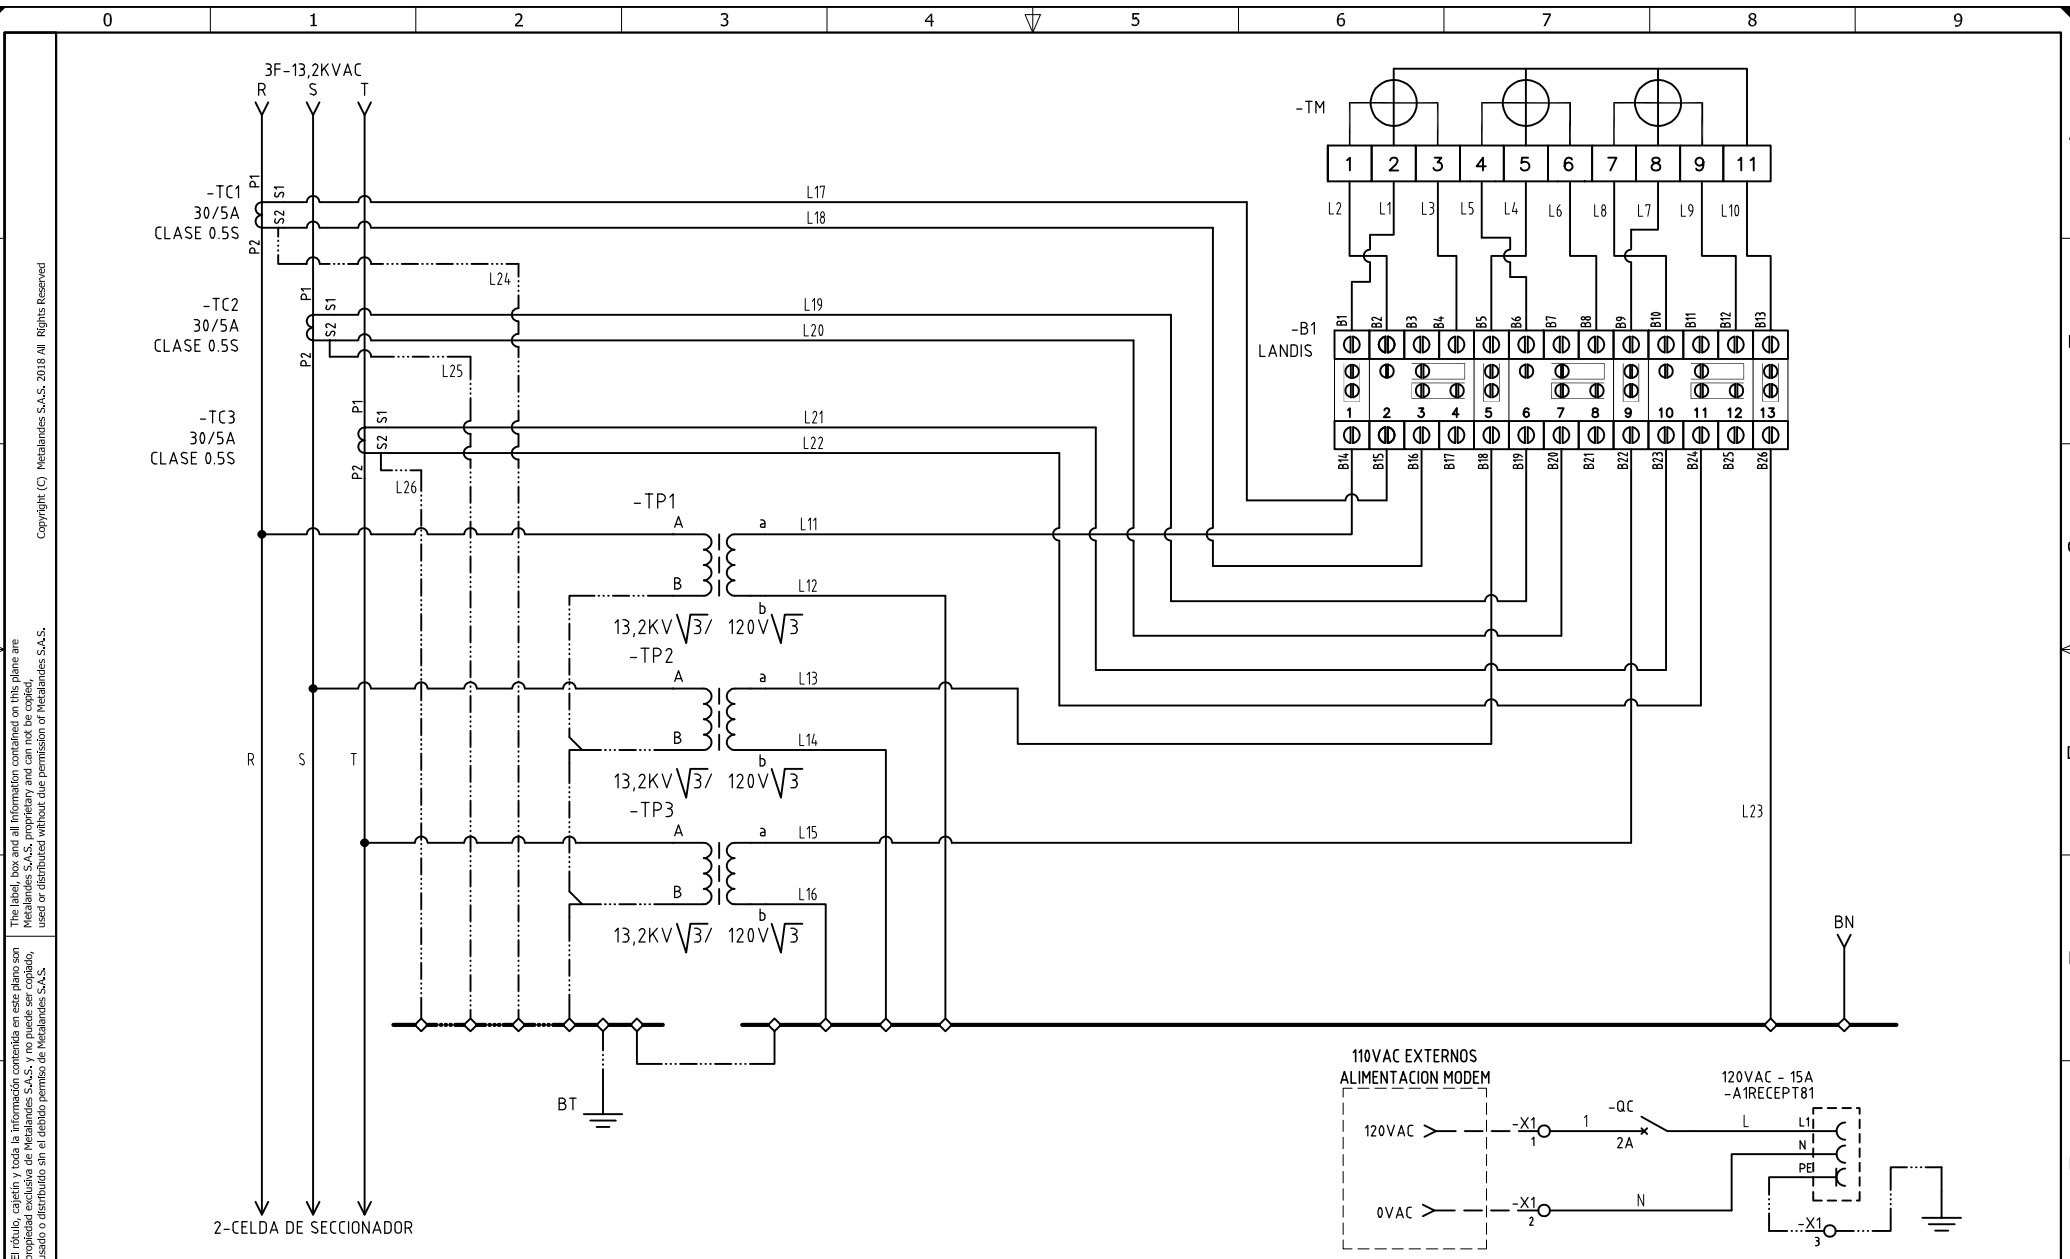 0 1 2 3 4 5 6 7 8 9
3F-13,2KVAC
R S T
-TM
1 2 3 4 5 6 7 8 9 11
L2 L1 L3 L5 L4 L6 L8 L7 L9 L10
-TC1
30/5A
CLASE 0.5S
P1 S1
S2
P2
L17
L18
L24
-TC2
30/5A
CLASE 0.5S
P1 S1
S2
P2
L19
L20
L25
-TC3
30/5A
CLASE 0.5S
P1 S1
S2
P2
L21
L22
L26
-B1
LANDIS
B1 B2 B3 B4 B5 B6 B7 B8 B9 B10 B11 B12 B13
1 2 3 4 5 6 7 8 9 10 11 12 13
B14 B15 B16 B17 B18 B19 B20 B21 B22 B23 B24 B25 B26
-TP1
A a L11
B L12
b
13,2KV√3/ 120V√3
-TP2
A a L13
B L14
b
13,2KV√3/ 120V√3
-TP3
A a L15
B L16
b
13,2KV√3/ 120V√3
R S T
L23
BN
BT
2-CELDA DE SECCIONADOR
110VAC EXTERNOS
ALIMENTACION MODEM
120VAC
0VAC
-X1
1
1
-QC
2A
L
120VAC - 15A
-A1RECEPT81
L1
N
PE
-X1
2
N
-X1
3
Copyright (C) Metalandes S.A.S. 2018 All Rights Reserved
The label, box and all information contained on this plane are
Metalandes S.A.S. proprietary and can not be copied,
used or distributed without due permission of Metalandes S.A.S.
El rótulo, cajetín y toda la información contenida en este plano son
propiedad exclusiva de Metalandes S.A.S. y no puede ser copiado,
usado o distribuido sin el debido permiso de Metalandes S.A.S.